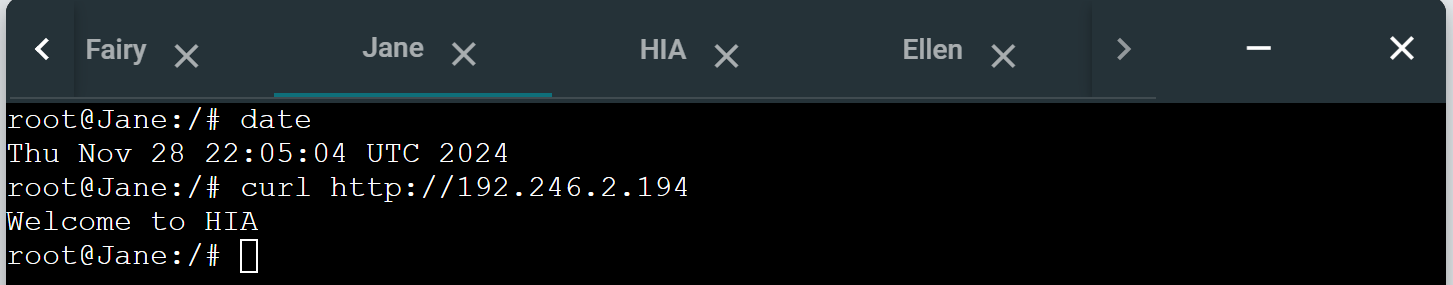 Fairy Jane HIA Ellen
root@Jane:/# date
Thu Nov 28 22:05:04 UTC 2024
root@Jane:/# curl http://192.246.2.194
Welcome to HIA
root@Jane:/#